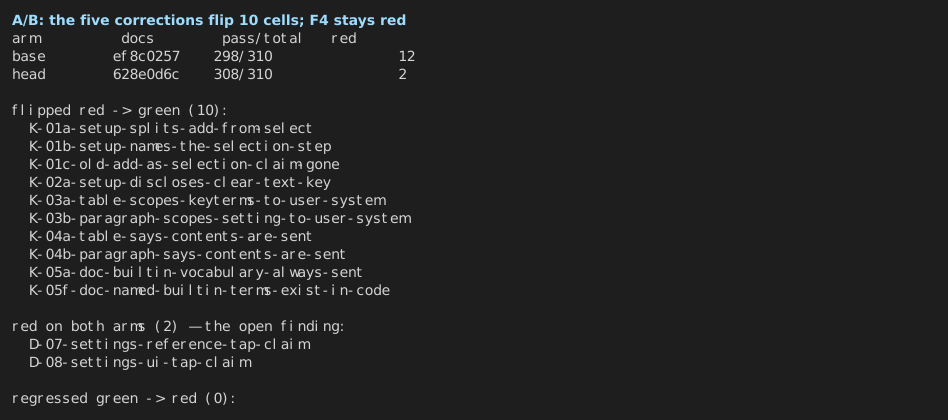 A/B: the five corrections flip 10 cells; F4 stays red
arm docs pass/total red
base ef8c0257 298/310 12
head 628e0d6c 308/310 2
flipped red -> green (10):
K-01a-setup-splits-add-from-select
K-01b-setup-names-the-selection-step
K-01c-old-add-as-selection-claim-gone
K-02a-setup-discloses-clear-text-key
K-03a-table-scopes-keyterms-to-user-system
K-03b-paragraph-scopes-setting-to-user-system
K-04a-table-says-contents-are-sent
K-04b-paragraph-says-contents-are-sent
K-05a-doc-builtin-vocabulary-always-sent
K-05f-doc-named-builtin-terms-exist-in-code
red on both arms (2) — the open finding:
D-07-settings-reference-tap-claim
D-08-settings-ui-tap-claim
regressed green -> red (0):